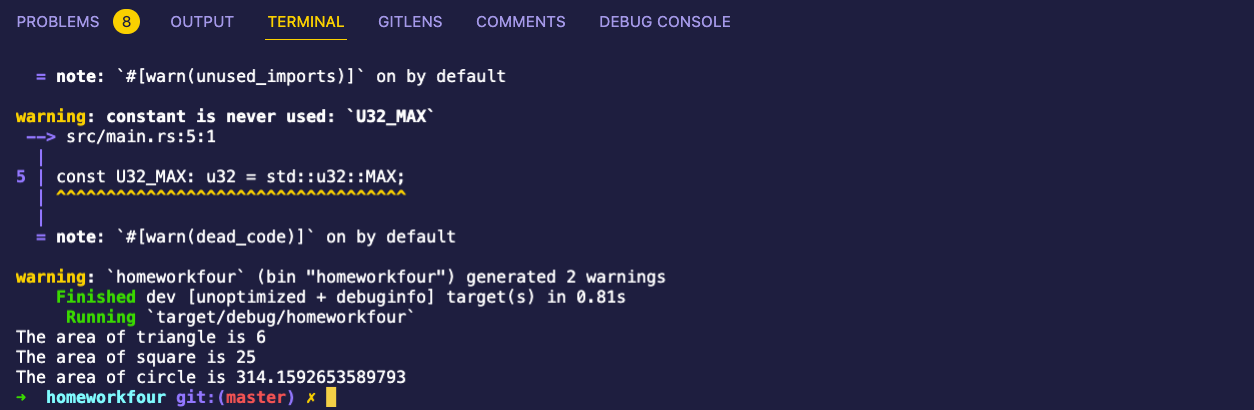 PROBLEMS 8 OUTPUT TERMINAL GITLENS COMMENTS DEBUG CONSOLE
= note: `#[warn(unused_imports)]` on by default
warning: constant is never used: `U32_MAX`
--> src/main.rs:5:1
|
5 | const U32_MAX: u32 = std::u32::MAX;
| ^^^^^^^^^^^^^^^^^^^^^^^^^^^^^^^^^^^
|
= note: `#[warn(dead_code)]` on by default
warning: `homeworkfour` (bin "homeworkfour") generated 2 warnings
Finished dev [unoptimized + debuginfo] target(s) in 0.81s
Running `target/debug/homeworkfour`
The area of triangle is 6
The area of square is 25
The area of circle is 314.1592653589793
➜ homeworkfour git:(master) ✗